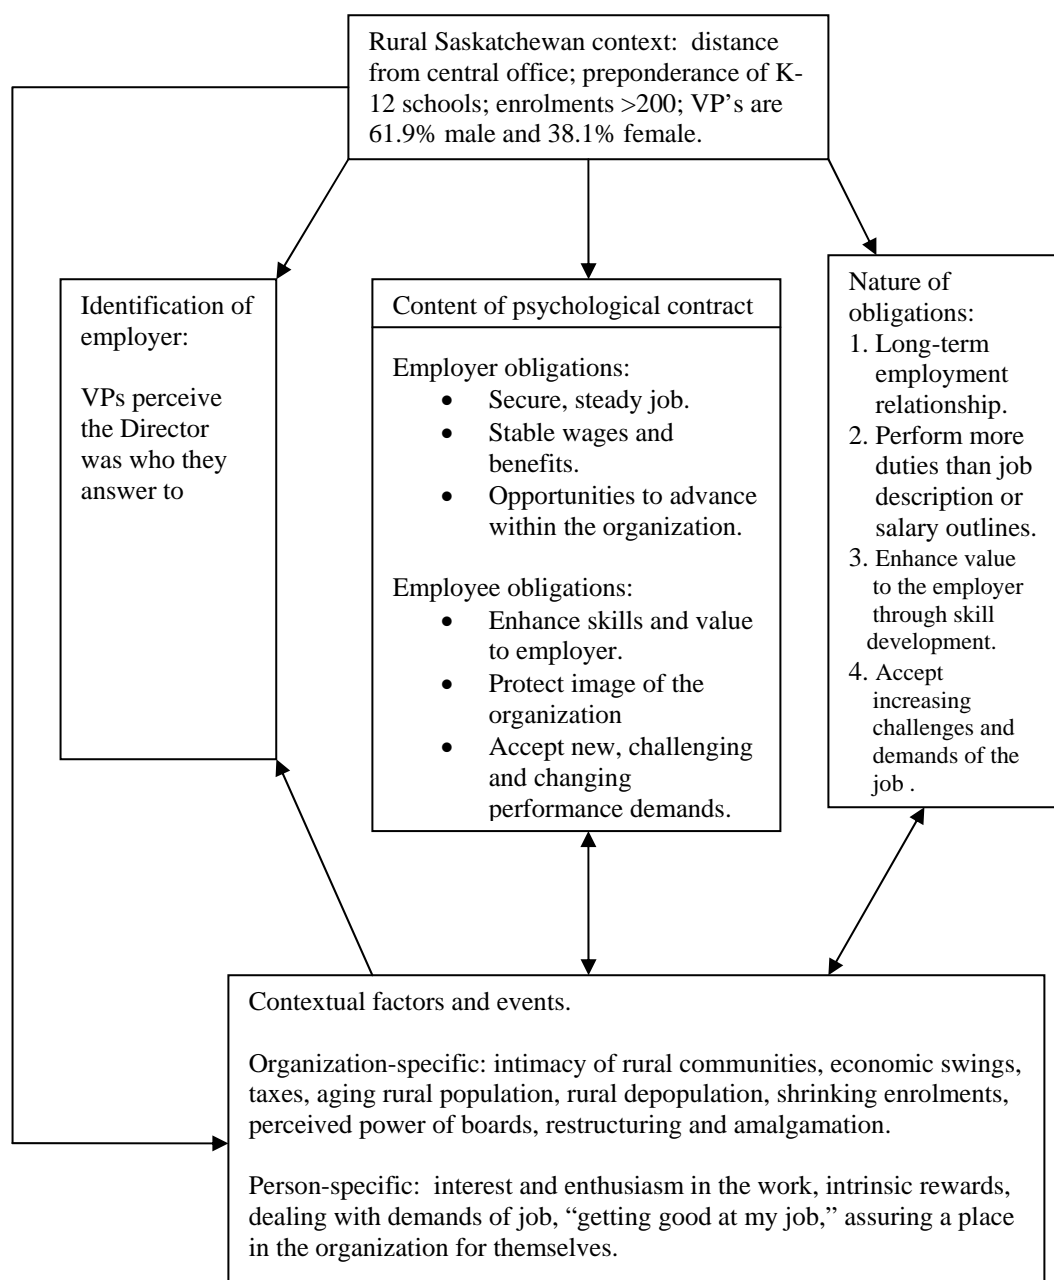 Rural Saskatchewan context:  distance
from central office; preponderance of K-
12 schools; enrolments >200; VP's are
61.9% male and 38.1% female.
Identification of
employer:
VPs perceive
the Director
was who they
answer to
Content of psychological contract
Employer obligations:
• Secure, steady job.
• Stable wages and
benefits.
• Opportunities to advance
within the organization.
Employee obligations:
• Enhance skills and value
to employer.
• Protect image of the
organization
• Accept new, challenging
and changing
performance demands.
Nature of
obligations:
1. Long-term
employment
relationship.
2. Perform more
duties than job
description or
salary outlines.
3. Enhance value
to the employer
through skill
development.
4. Accept
increasing
challenges and
demands of the
job .
Contextual factors and events.
Organization-specific: intimacy of rural communities, economic swings,
taxes, aging rural population, rural depopulation, shrinking enrolments,
perceived power of boards, restructuring and amalgamation.
Person-specific:  interest and enthusiasm in the work, intrinsic rewards,
dealing with demands of job, “getting good at my job,” assuring a place
in the organization for themselves.